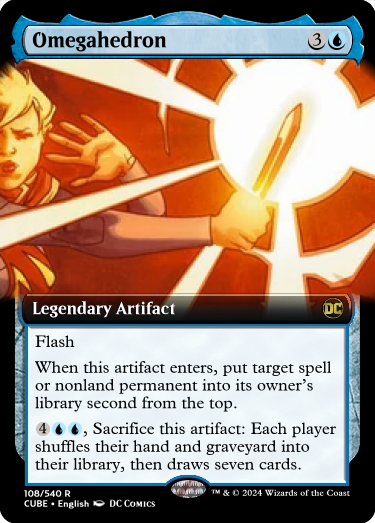 Omegahedron 3
Legendary Artifact DC
Flash
When this artifact enters, put target spell
or nonland permanent into its owner's
library second from the top.
4, Sacrifice this artifact: Each player
shuffles their hand and graveyard into
their library, then draws seven cards.
108/540 R
CUBE • English DC COMICS
™ & © 2024 Wizards of the Coast